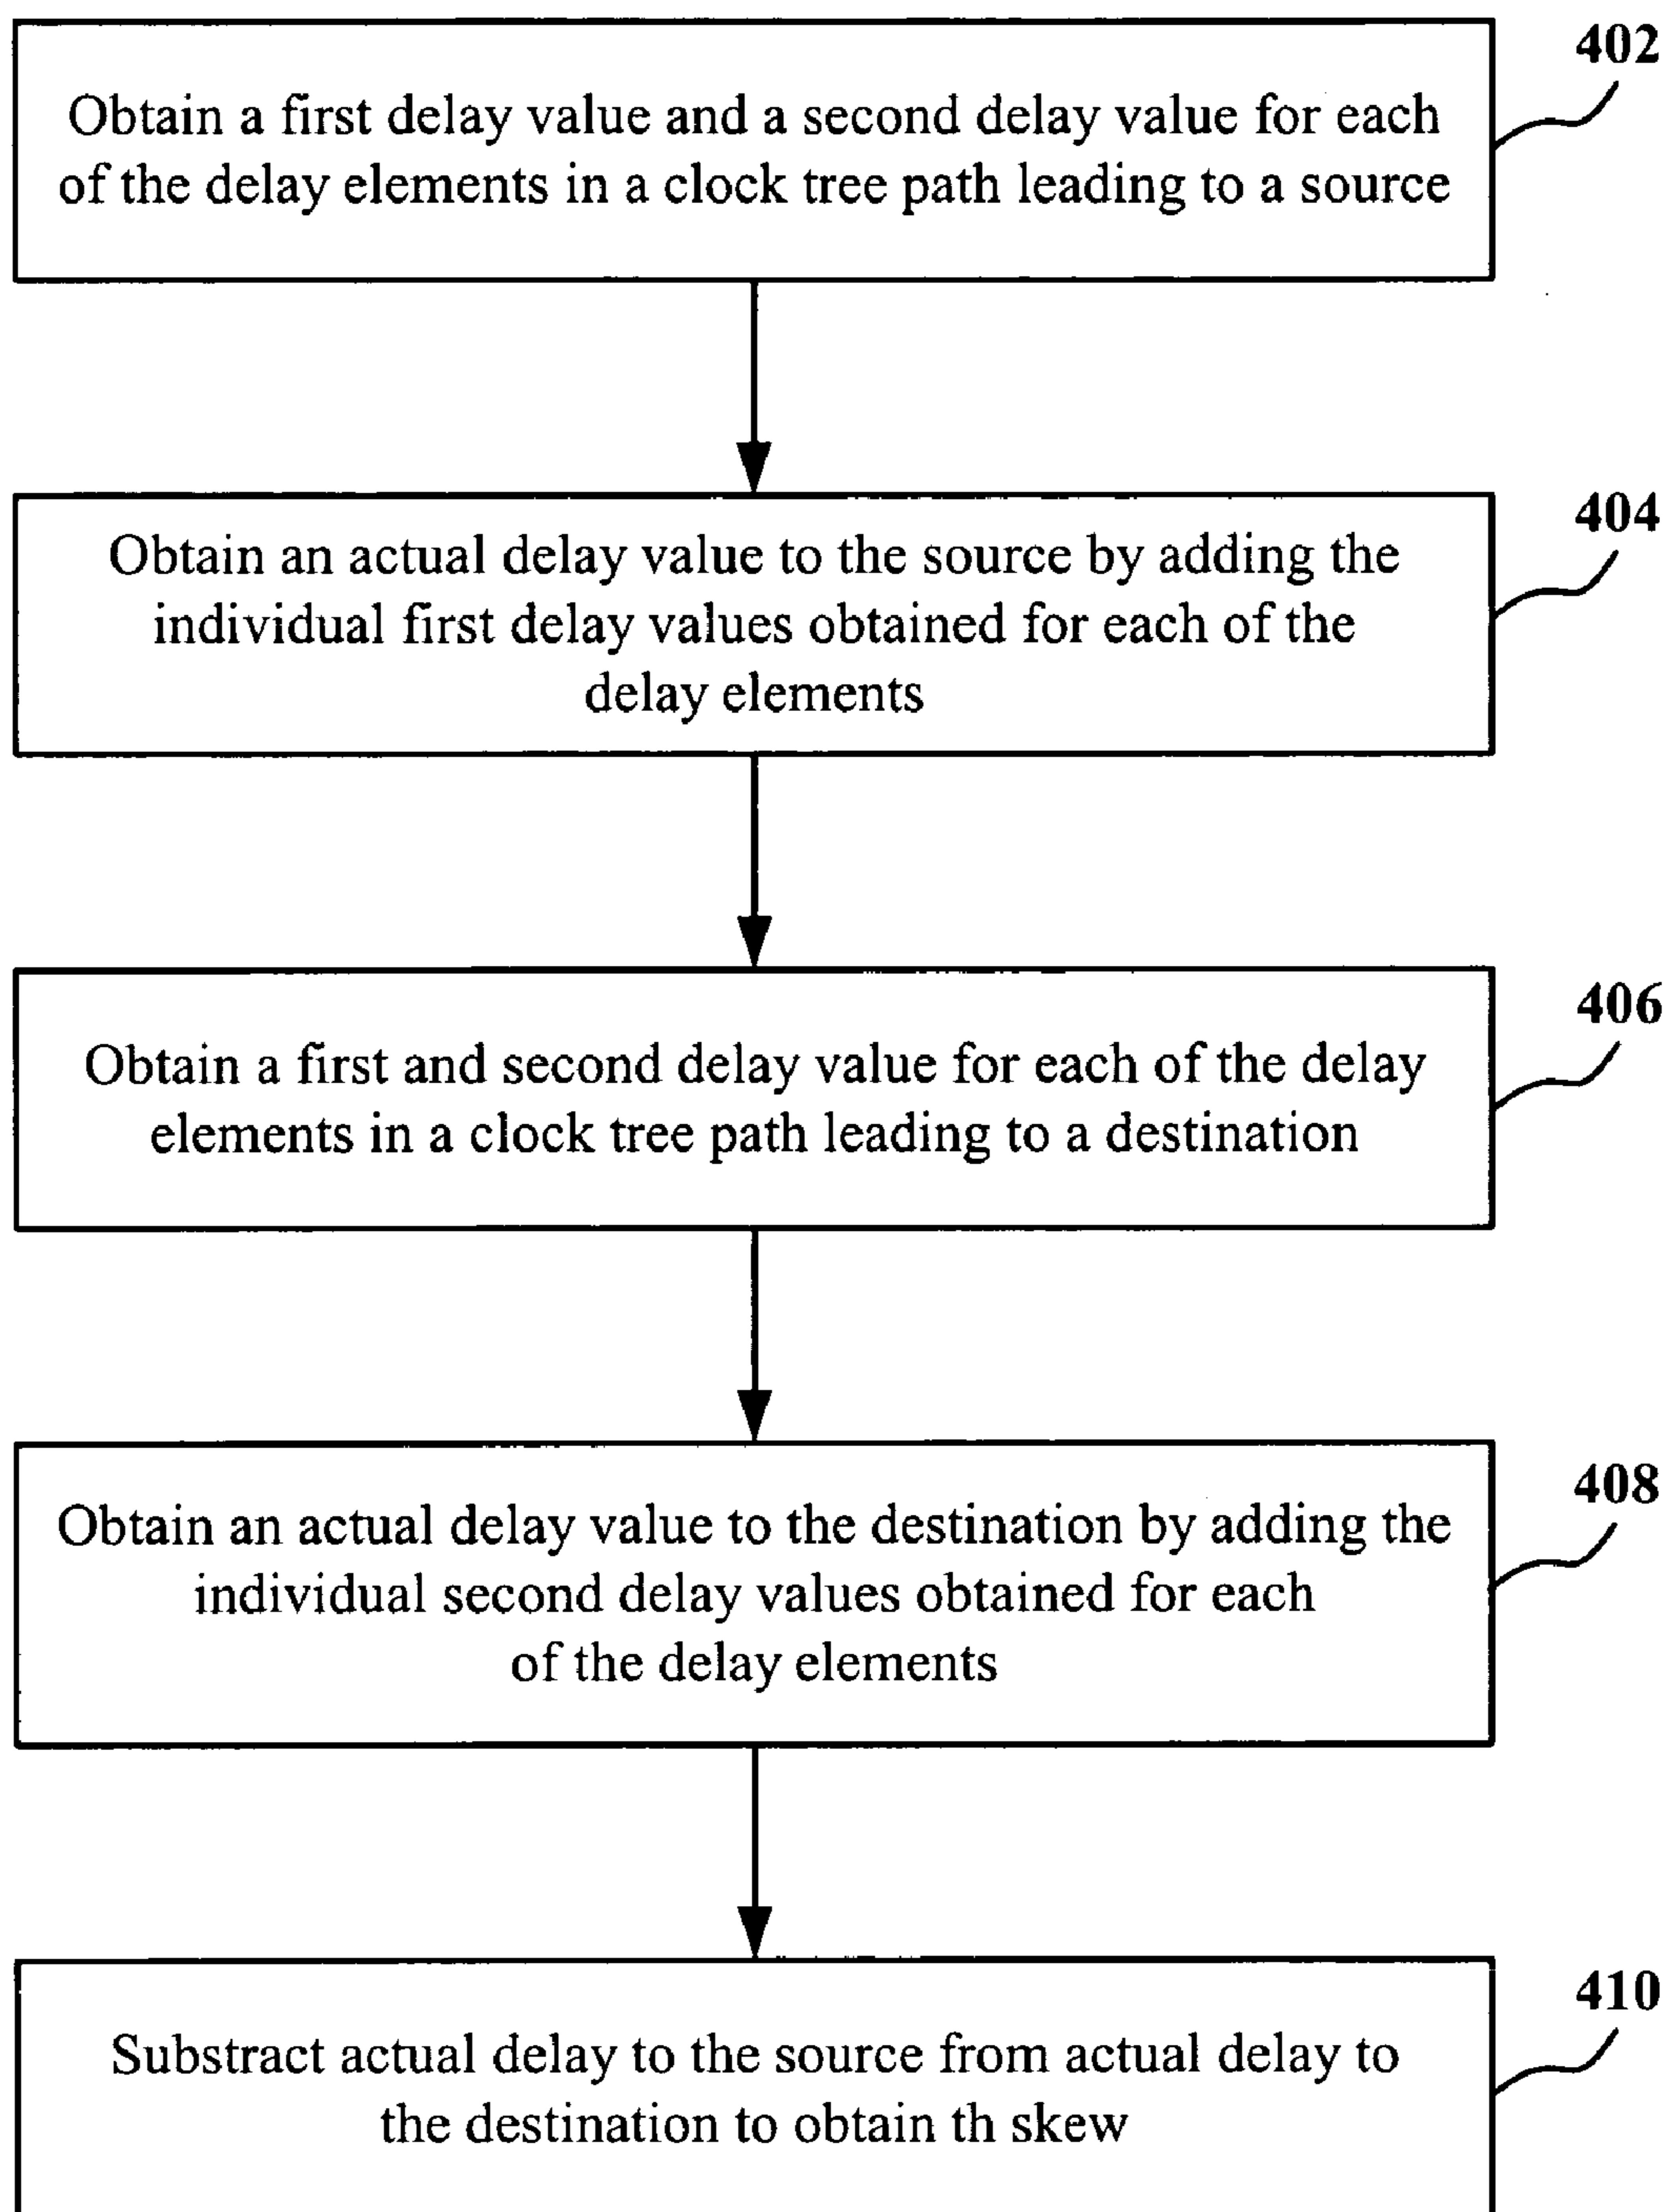 402
Obtain a first delay value and a second delay value for each
of the delay elements in a clock tree path leading to a source
404
Obtain an actual delay value to the source by adding the
individual first delay values obtained for each of the
delay elements
406
Obtain a first and second delay value for each of the delay
elements in a clock tree path leading to a destination
408
Obtain an actual delay value to the destination by adding the
individual second delay values obtained for each
of the delay elements
410
Substract actual delay to the source from actual delay to
the destination to obtain th skew